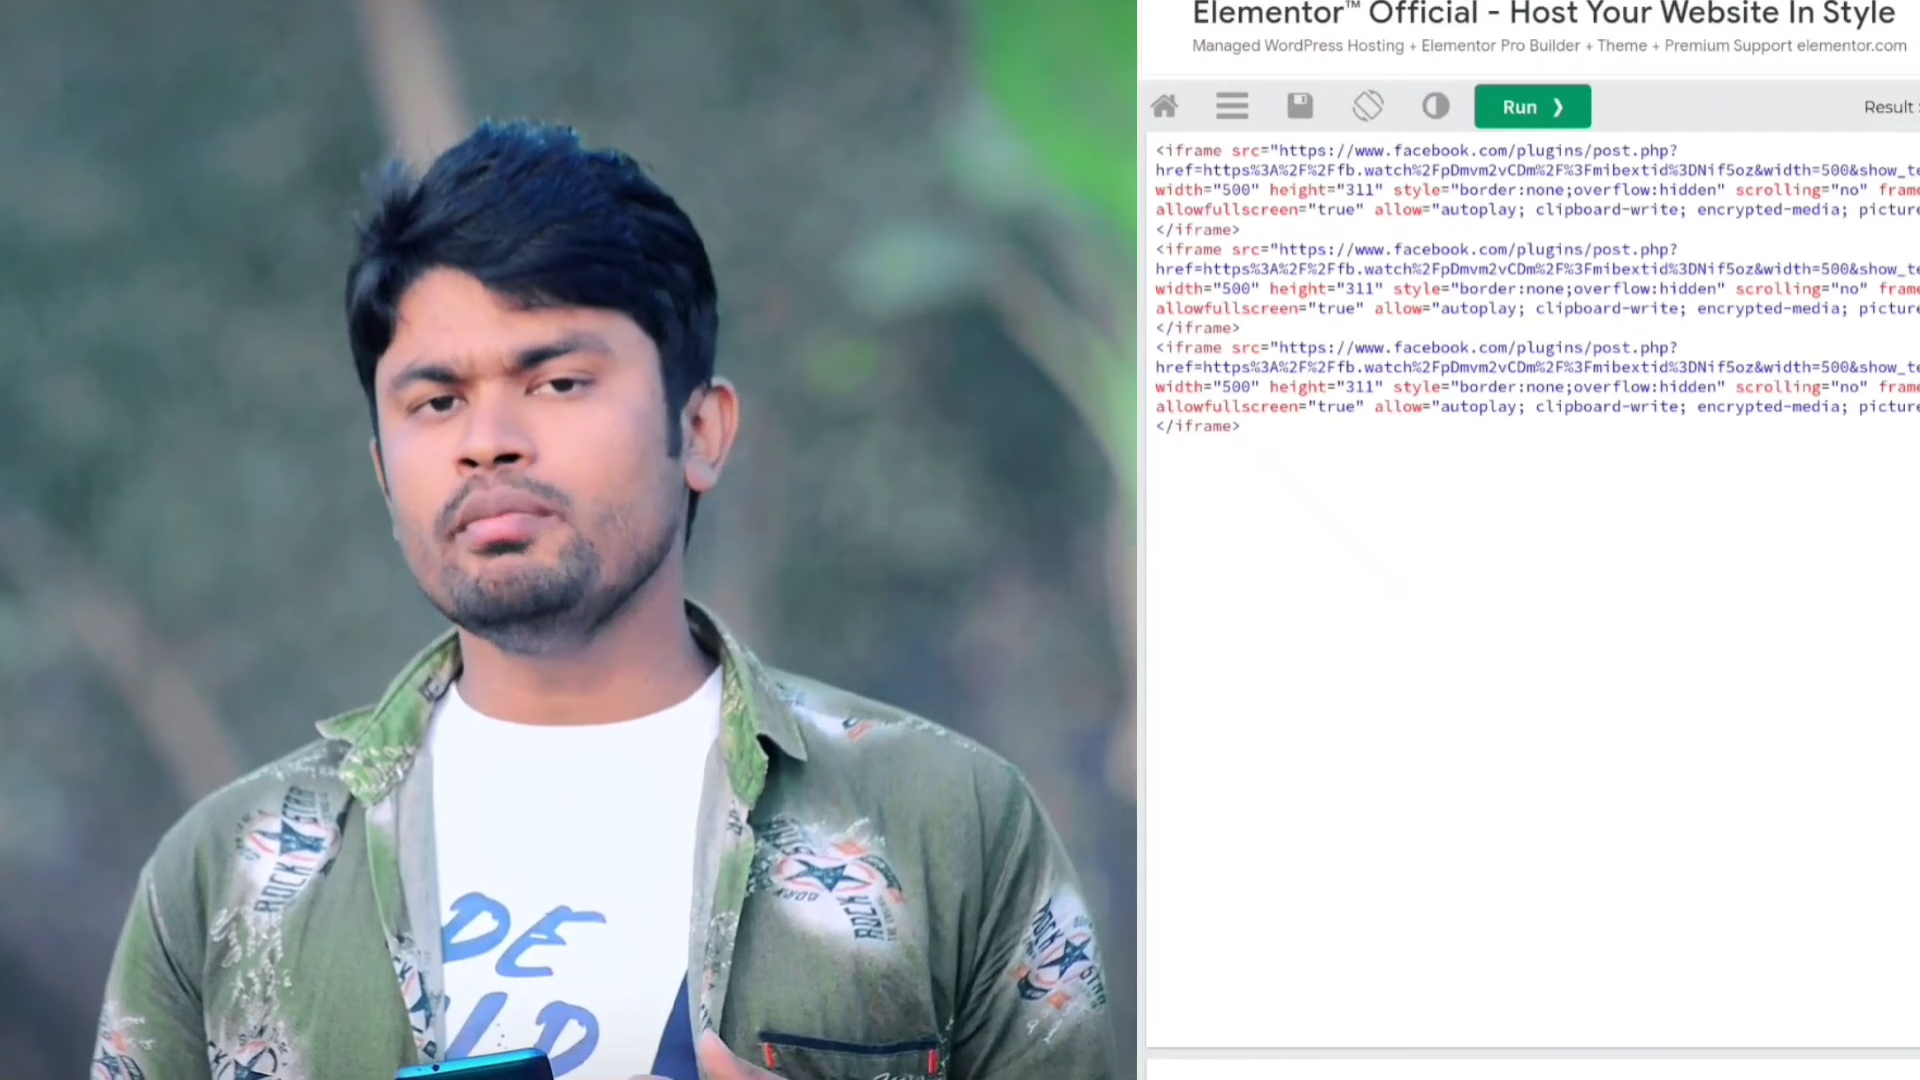 Elementor™ Official - Host Your Website In Style
Managed WordPress Hosting + Elementor Pro Builder + Theme + Premium Support elementor.com
Run ❯
Result
<iframe src="https://www.facebook.com/plugins/post.php?
href=https%3A%2F%2Ffb.watch%2FpDmvm2vCDm%2F%3Fmibextid%3DNif5oz&width=500&show_te
width="500" height="311" style="border:none;overflow:hidden" scrolling="no" frame
allowfullscreen="true" allow="autoplay; clipboard-write; encrypted-media; picture
</iframe>
<iframe src="https://www.facebook.com/plugins/post.php?
href=https%3A%2F%2Ffb.watch%2FpDmvm2vCDm%2F%3Fmibextid%3DNif5oz&width=500&show_te
width="500" height="311" style="border:none;overflow:hidden" scrolling="no" frame
allowfullscreen="true" allow="autoplay; clipboard-write; encrypted-media; picture
</iframe>
<iframe src="https://www.facebook.com/plugins/post.php?
href=https%3A%2F%2Ffb.watch%2FpDmvm2vCDm%2F%3Fmibextid%3DNif5oz&width=500&show_te
width="500" height="311" style="border:none;overflow:hidden" scrolling="no" frame
allowfullscreen="true" allow="autoplay; clipboard-write; encrypted-media; picture
</iframe>
ROCK STAR
ROCK
ROCK STAR
DE
LD